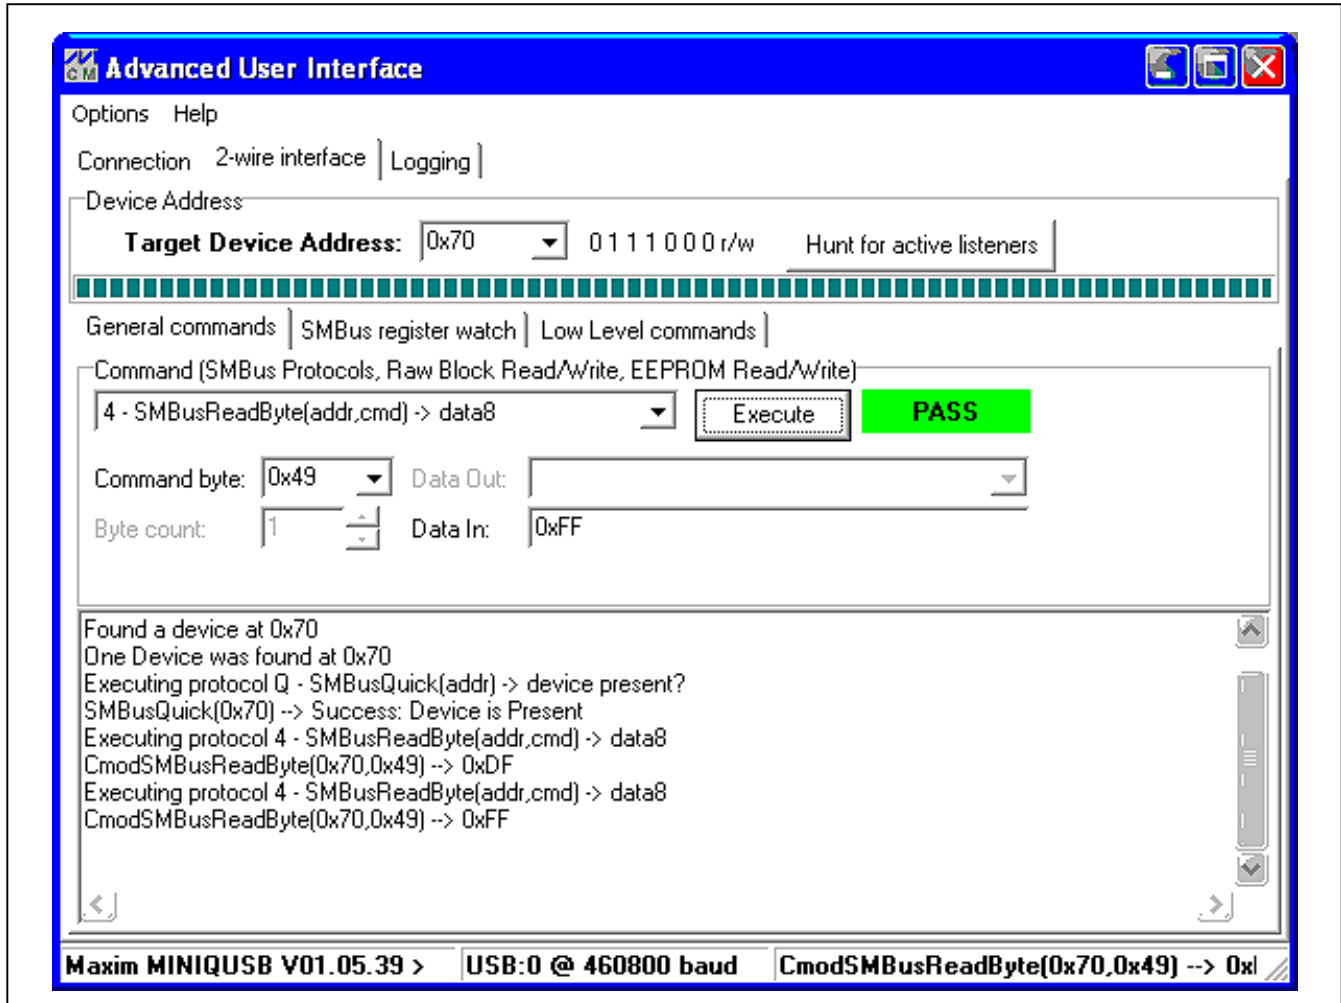 CM Advanced User Interface
Options Help
Connection 2-wire interface Logging
Device Address
Target Device Address: 0x70 0 1 1 1 0 0 0 r/w Hunt for active listeners
General commands SMBus register watch Low Level commands
Command (SMBus Protocols, Raw Block Read/Write, EEPROM Read/Write)
4 - SMBusReadByte(addr,cmd) -> data8 Execute PASS
Command byte: 0x49 Data Out:
Byte count: 1 Data In: 0xFF
Found a device at 0x70
One Device was found at 0x70
Executing protocol Q - SMBusQuick(addr) -> device present?
SMBusQuick(0x70) --> Success: Device is Present
Executing protocol 4 - SMBusReadByte(addr,cmd) -> data8
CmodSMBusReadByte(0x70,0x49) --> 0xDF
Executing protocol 4 - SMBusReadByte(addr,cmd) -> data8
CmodSMBusReadByte(0x70,0x49) --> 0xFF
Maxim MINIQUSB V01.05.39 > USB:0 @ 460800 baud CmodSMBusReadByte(0x70,0x49) --> 0x